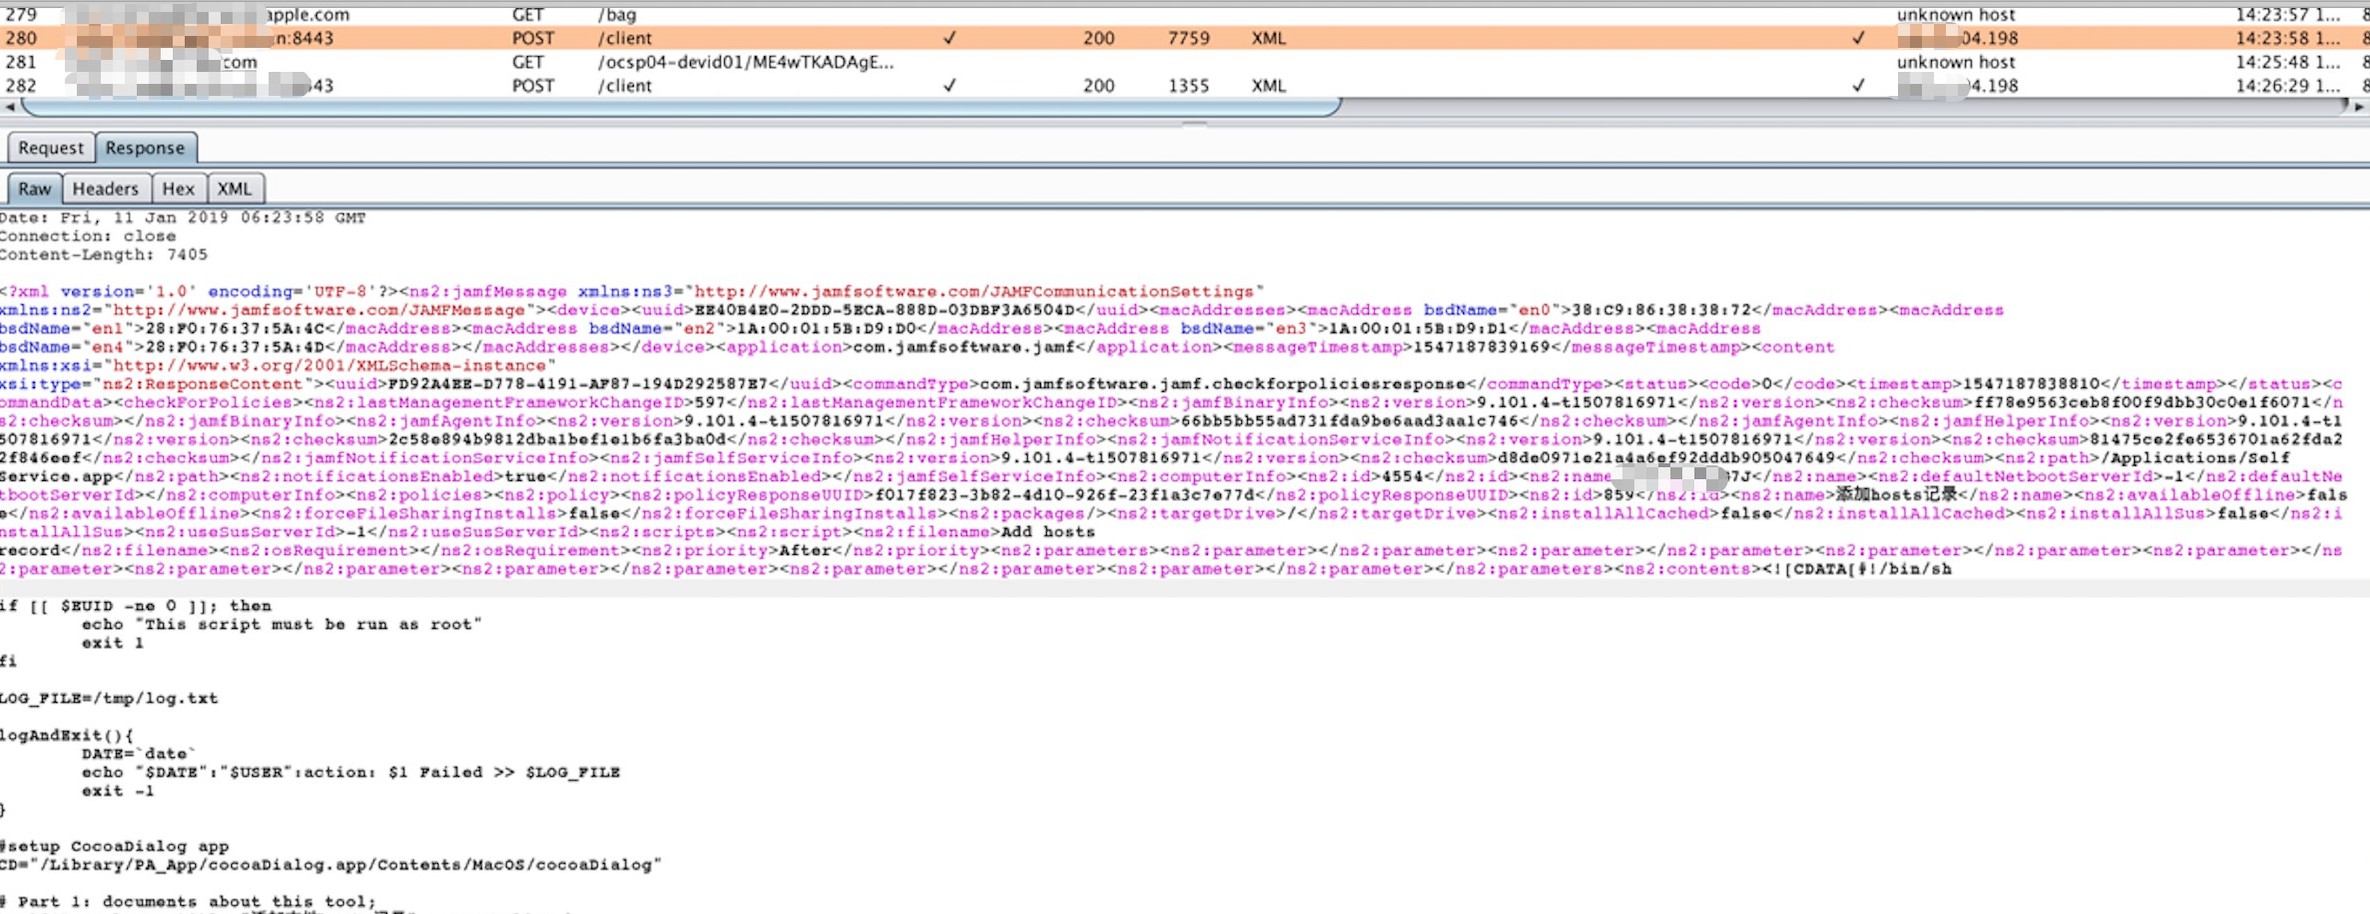 279 apple.com GET /bag unknown host 14:23:57 1... 8
280 n:8443 POST /client ✓ 200 7759 XML ✓ 04.198 14:23:58 1... 8
281 com GET /ocsp04-devid01/ME4wTKADAgE... unknown host 14:25:48 1... 8
282 43 POST /client ✓ 200 1355 XML ✓ 4.198 14:26:29 1... 8
Request Response
Raw Headers Hex XML
Date: Fri, 11 Jan 2019 06:23:58 GMT
Connection: close
Content-Length: 7405
<?xml version='1.0' encoding='UTF-8'?><ns2:jamfMessage xmlns:ns3="http://www.jamfsoftware.com/JAMFCommunicationSettings"
xmlns:ns2="http://www.jamfsoftware.com/JAMFMessage"><device><uuid>EE40B4E0-2DDD-5ECA-888D-03DBF3A6504D</uuid><macAddresses><macAddress bsdName="en0">38:C9:86:38:38:72</macAddress><macAddress
bsdName="en1">28:F0:76:37:5A:4C</macAddress><macAddress bsdName="en2">1A:00:01:5B:D9:D0</macAddress><macAddress bsdName="en3">1A:00:01:5B:D9:D1</macAddress><macAddress
bsdName="en4">28:F0:76:37:5A:4D</macAddress></macAddresses></device><application>com.jamfsoftware.jamf</application><messageTimestamp>1547187839169</messageTimestamp><content
xmlns:xsi="http://www.w3.org/2001/XMLSchema-instance"
xsi:type="ns2:ResponseContent"><uuid>FD92A4EE-D778-4191-AF87-194D292587E7</uuid><commandType>com.jamfsoftware.jamf.checkforpoliciesresponse</commandType><status><code>0</code><timestamp>1547187838810</timestamp></status><c
ommandData><checkForPolicies><ns2:lastManagementFrameworkChangeID>597</ns2:lastManagementFrameworkChangeID><ns2:jamfBinaryInfo><ns2:version>9.101.4-t1507816971</ns2:version><ns2:checksum>ff78e9563ceb8f00f9dbb30c0e1f6071</n
s2:checksum></ns2:jamfBinaryInfo><ns2:jamfAgentInfo><ns2:version>9.101.4-t1507816971</ns2:version><ns2:checksum>66bb5bb55ad731fda9be6aad3aa1c746</ns2:checksum></ns2:jamfAgentInfo><ns2:jamfHelperInfo><ns2:version>9.101.4-t1
507816971</ns2:version><ns2:checksum>2c58e894b9812dba1bef1e1b6fa3ba0d</ns2:checksum></ns2:jamfHelperInfo><ns2:jamfNotificationServiceInfo><ns2:version>9.101.4-t1507816971</ns2:version><ns2:checksum>81475ce2fe6536701a62fda2
2f846eef</ns2:checksum></ns2:jamfNotificationServiceInfo><ns2:jamfSelfServiceInfo><ns2:version>9.101.4-t1507816971</ns2:version><ns2:checksum>d8de0971e21a4a6ef92dddb905047649</ns2:checksum><ns2:path>/Applications/Self
Service.app</ns2:path><ns2:notificationsEnabled>true</ns2:notificationsEnabled></ns2:jamfSelfServiceInfo><ns2:computerInfo><ns2:id>4554</ns2:id><ns2:name 7J</ns2:name><ns2:defaultNetbootServerId>-1</ns2:defaultNe
tbootServerId></ns2:computerInfo><ns2:policies><ns2:policy><ns2:policyResponseUUID>f017f823-3b82-4d10-926f-23f1a3c7e77d</ns2:policyResponseUUID><ns2:id>859</ns2:id><ns2:name>添加hosts记录</ns2:name><ns2:availableOffline>fals
e</ns2:availableOffline><ns2:forceFileSharingInstalls>false</ns2:forceFileSharingInstalls><ns2:packages/><ns2:targetDrive>/</ns2:targetDrive><ns2:installAllCached>false</ns2:installAllCached><ns2:installAllSus>false</ns2:i
nstallAllSus><ns2:useSusServerId>-1</ns2:useSusServerId><ns2:scripts><ns2:script><ns2:filename>Add hosts
record</ns2:filename><ns2:osRequirement></ns2:osRequirement><ns2:priority>After</ns2:priority><ns2:parameters><ns2:parameter></ns2:parameter><ns2:parameter></ns2:parameter><ns2:parameter></ns2:parameter><ns2:parameter></ns
2:parameter><ns2:parameter></ns2:parameter><ns2:parameter></ns2:parameter><ns2:parameter></ns2:parameter><ns2:parameter></ns2:parameter></ns2:parameters><ns2:contents><![CDATA[#!/bin/sh
if [[ $EUID -ne 0 ]]; then
echo "This script must be run as root"
exit 1
fi
LOG_FILE=/tmp/log.txt
logAndExit(){
DATE=`date`
echo "$DATE":"$USER":action: $1 Failed >> $LOG_FILE
exit -1
}
#setup CocoaDialog app
CD="/Library/PA_App/cocoaDialog.app/Contents/MacOS/cocoaDialog"
# Part 1: documents about this tool;